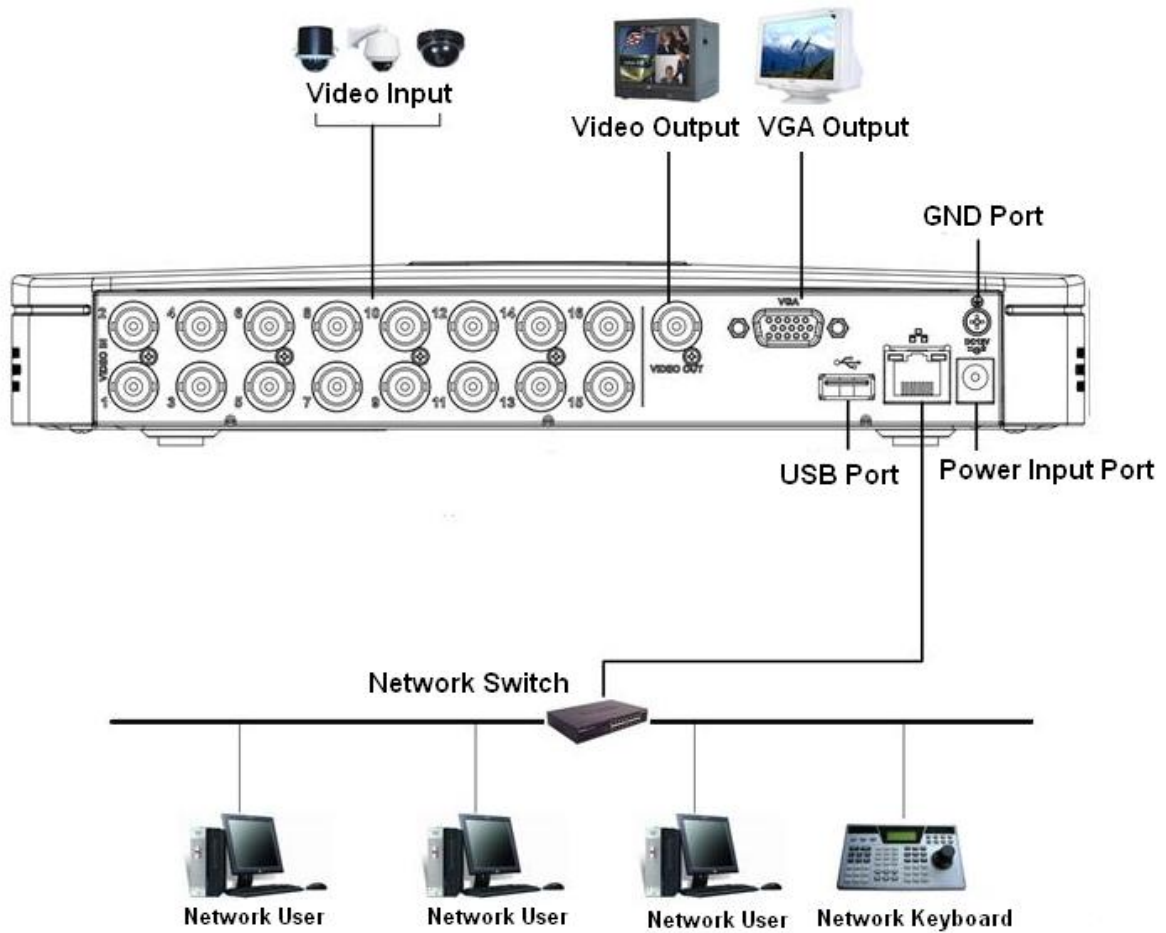 Video Input
Video Output VGA Output
GND Port
VGA
2 4 6 8 10 12 14 16
VIDEO IN
VIDEO OUT
DC12V
1 3 5 7 9 11 13 15
USB Port
Power Input Port
Network Switch
Network User
Network User
Network User
Network Keyboard